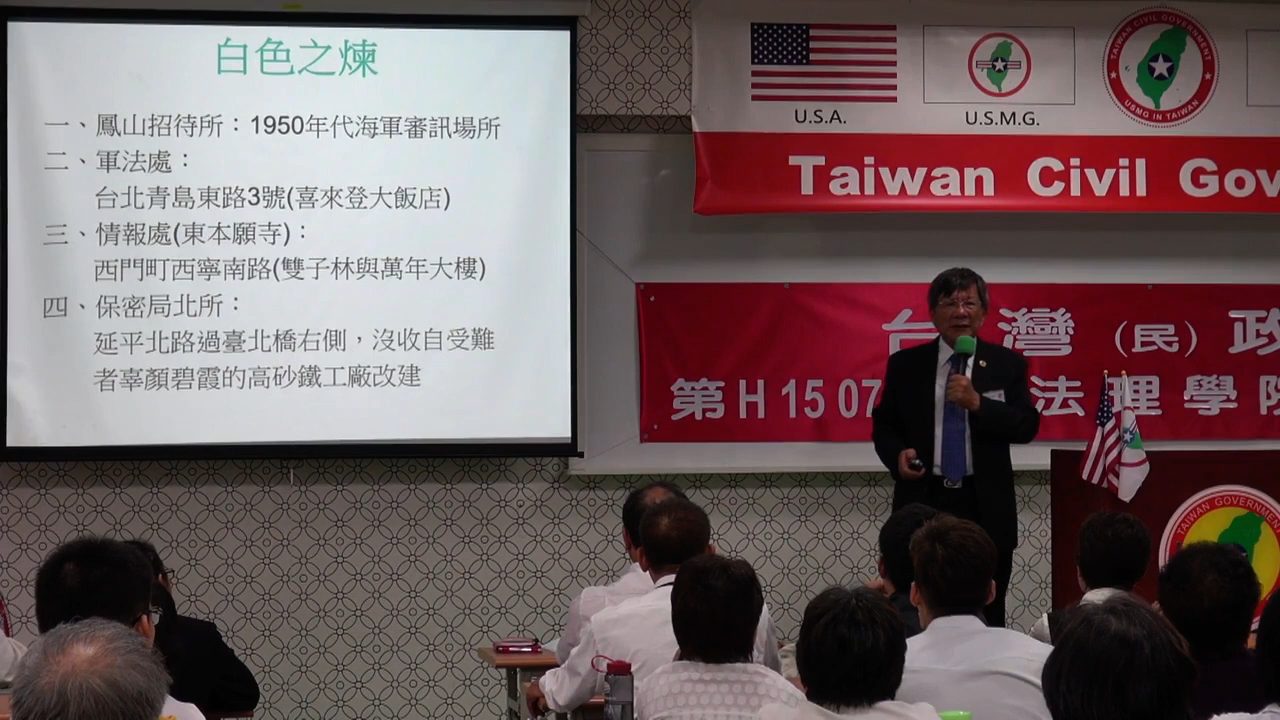 白色之煉
一、鳳山招待所：1950年代海軍審訊場所
二、軍法處：
台北青島東路3號(喜來登大飯店)
三、情報處(東本願寺)：
西門町西寧南路(雙子林與萬年大樓)
四、保密局北所：
延平北路過臺北橋右側，沒收自受難
者辜顏碧霞的高砂鐵工廠改建
U.S.A.
U.S.M.G.
TAIWAN CIVIL GOVERNMENT
USMG IN TAIWAN
Taiwan Civil Gov
台灣（民）政
第H 15 07
法理學院
TAIWAN GOVERNMENT